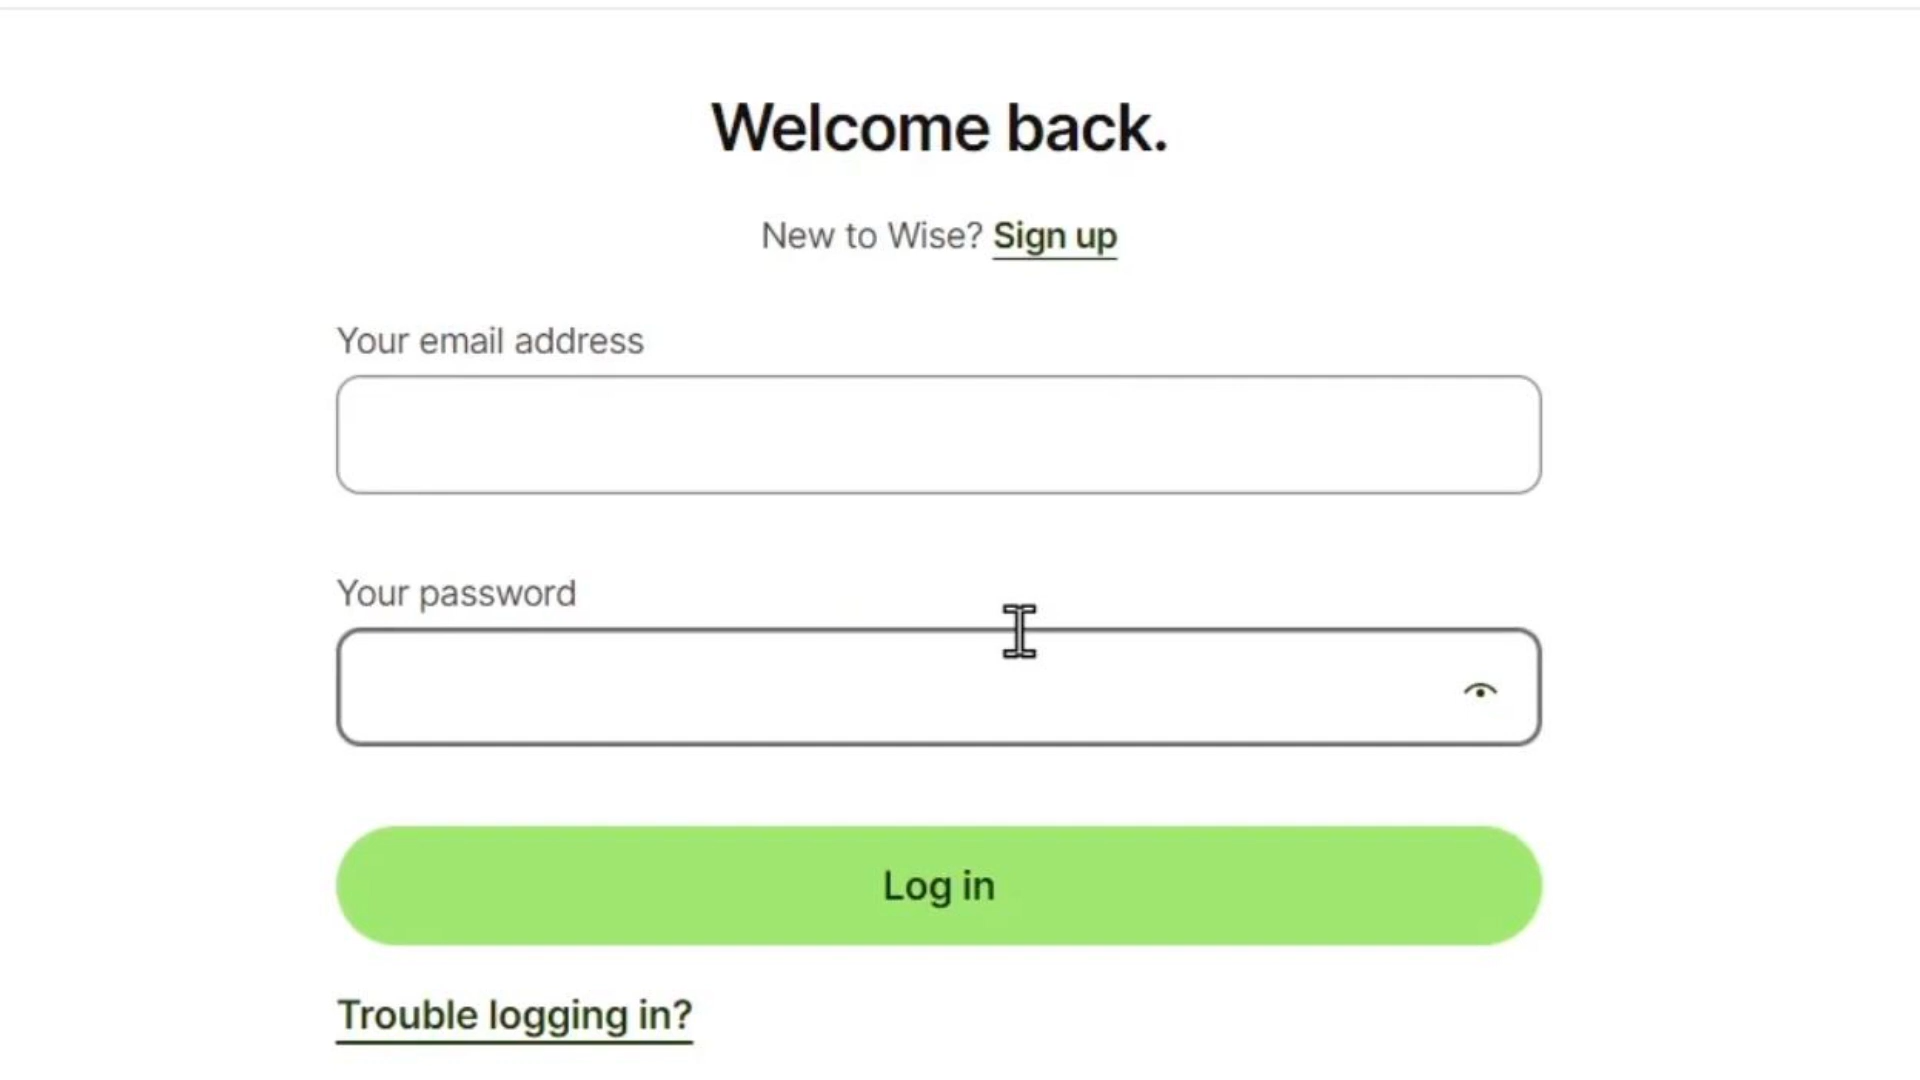 Welcome back.
New to Wise? Sign up
Your email address
Your password
Log in
Trouble logging in?